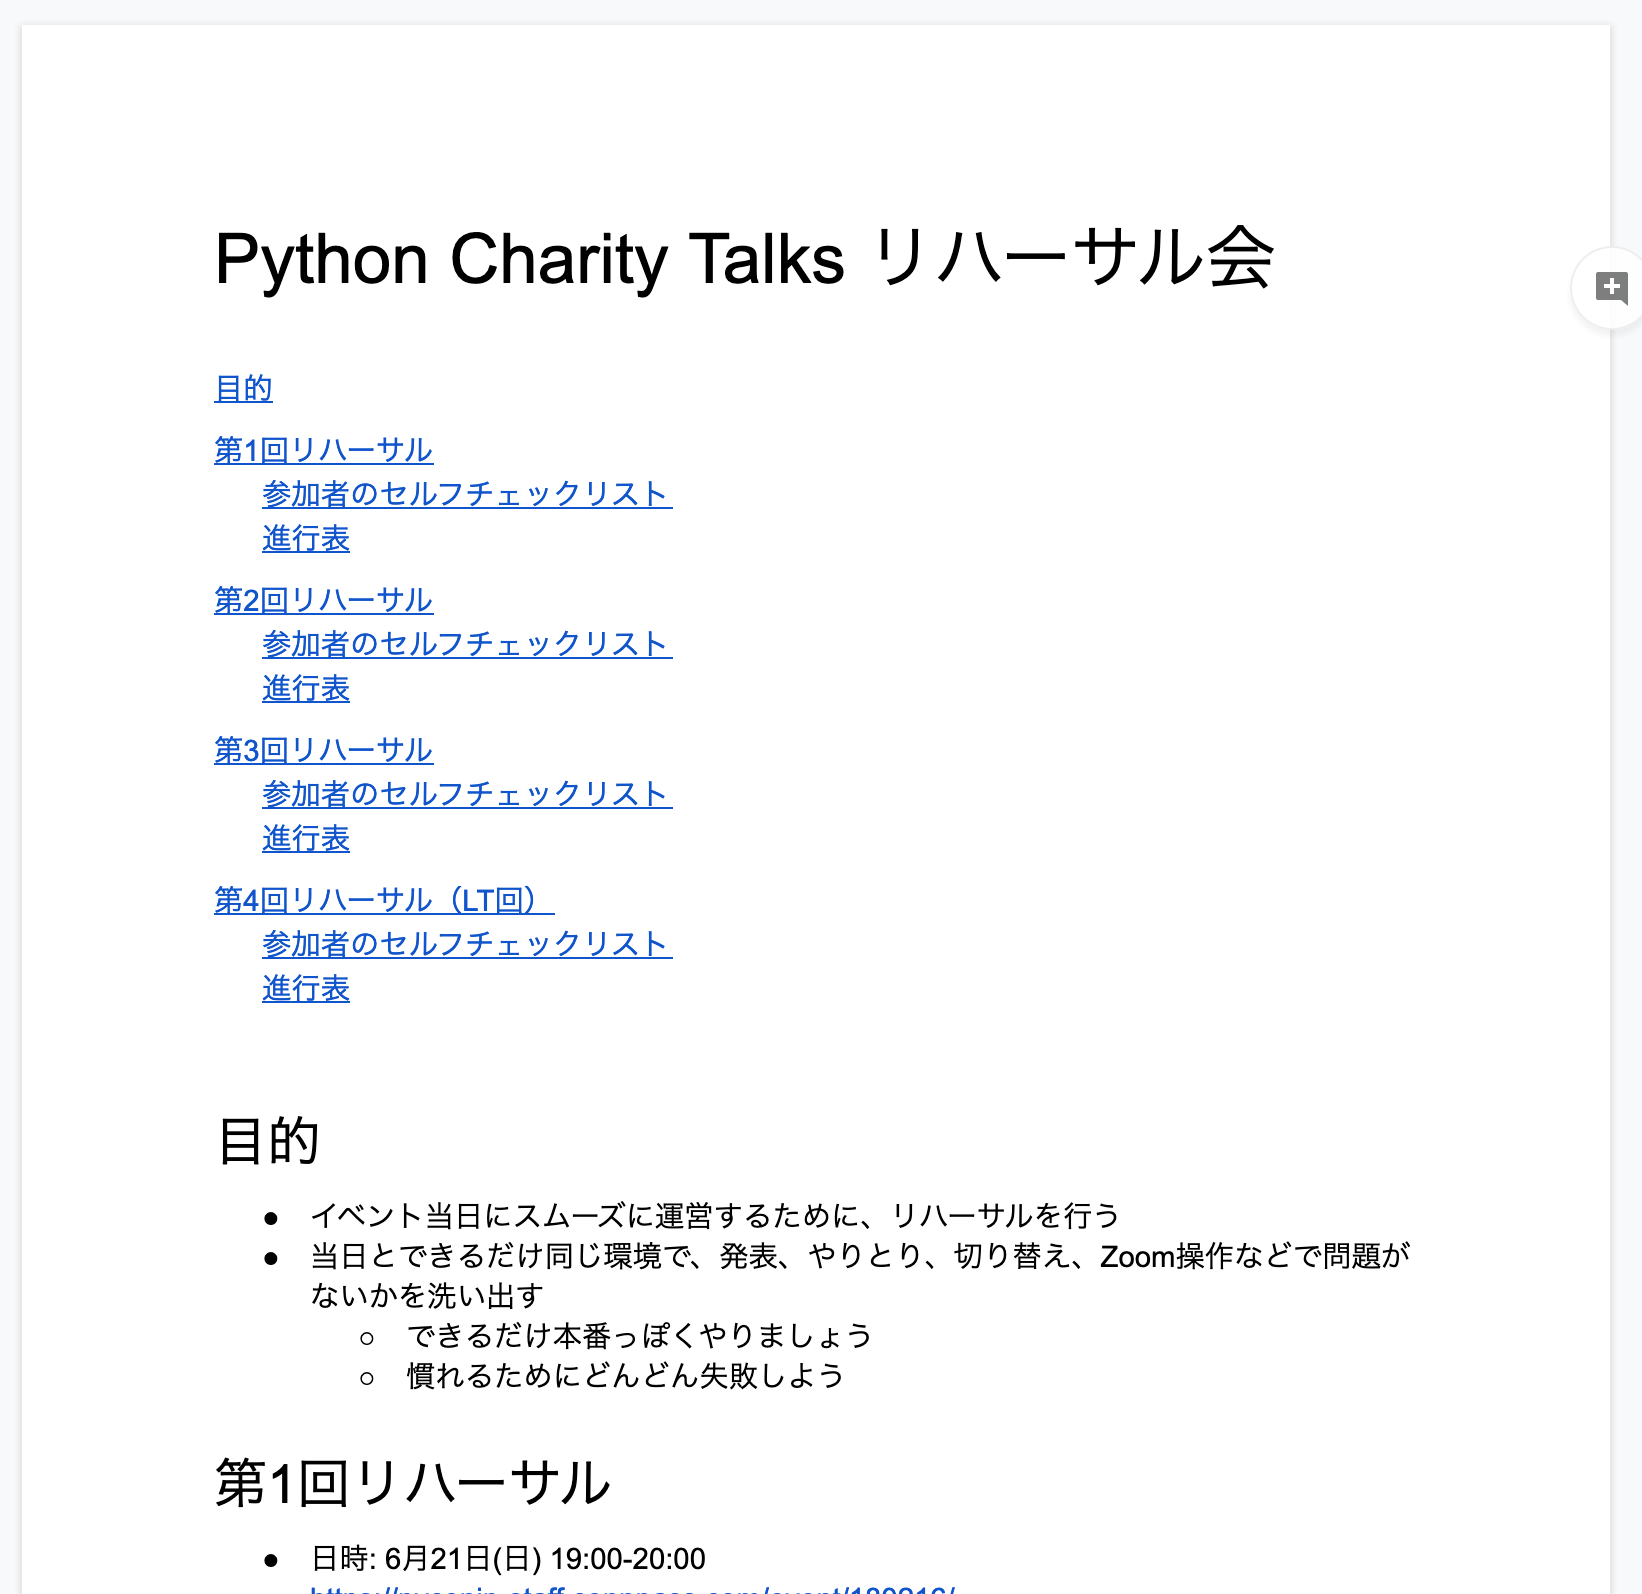 Python Charity Talks リハーサル会
目的
第1回リハーサル
参加者のセルフチェックリスト
進行表
第2回リハーサル
参加者のセルフチェックリスト
進行表
第3回リハーサル
参加者のセルフチェックリスト
進行表
第4回リハーサル（LT回）
参加者のセルフチェックリスト
進行表
目的
● イベント当日にスムーズに運営するために、リハーサルを行う
● 当日とできるだけ同じ環境で、発表、やりとり、切り替え、Zoom操作などで問題が
ないかを洗い出す
○ できるだけ本番っぽくやりましょう
○ 慣れるためにどんどん失敗しよう
第1回リハーサル
● 日時: 6月21日(日) 19:00-20:00